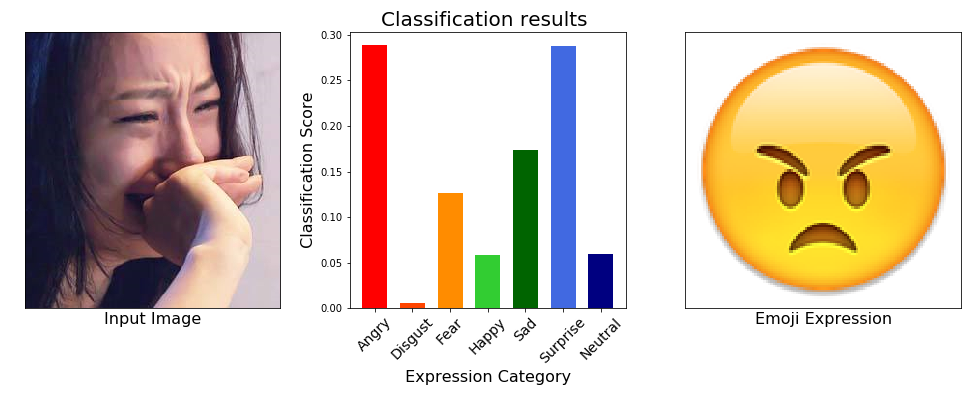 Classification results
Classification Score
0.30
0.25
0.20
0.15
0.10
0.05
0.00
Angry
Disgust
Fear
Happy
Sad
Surprise
Neutral
Expression Category
Input Image
Emoji Expression